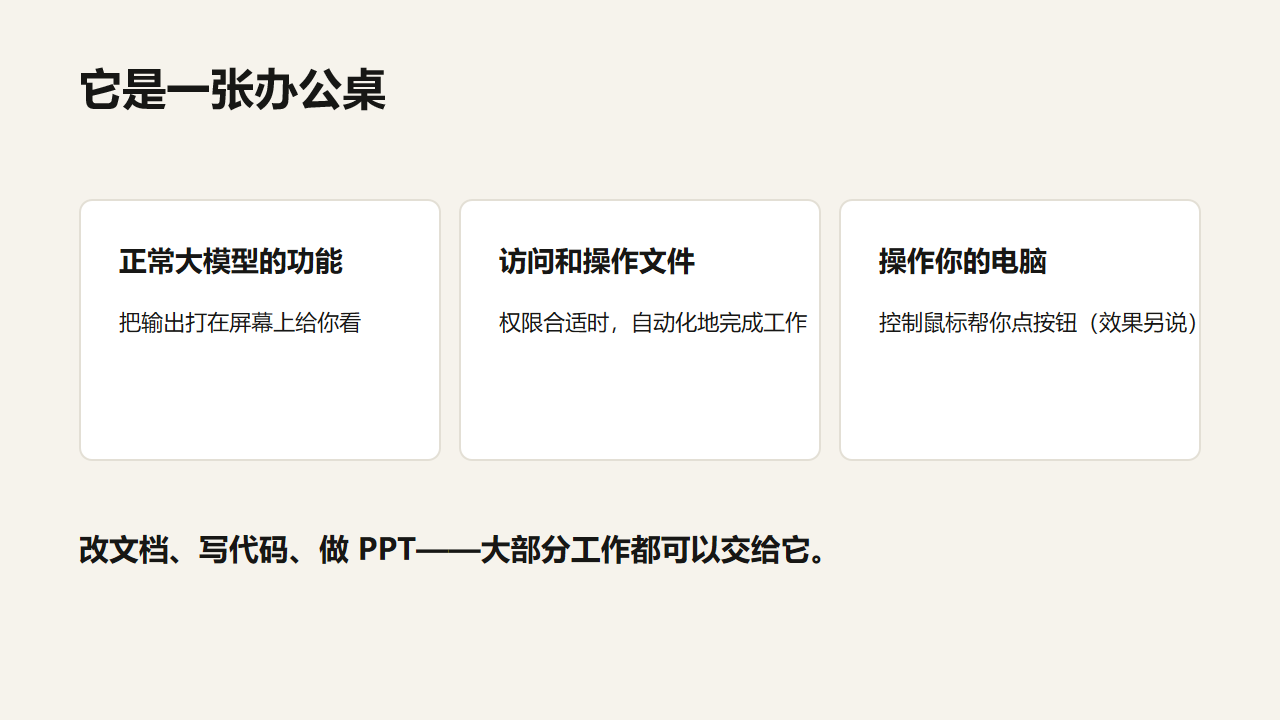 它是一张办公桌
正常大模型的功能
把输出打在屏幕上给你看
访问和操作文件
权限合适时，自动化地完成工作
操作你的电脑
控制鼠标帮你点按钮（效果另说）
改文档、写代码、做 PPT——大部分工作都可以交给它。